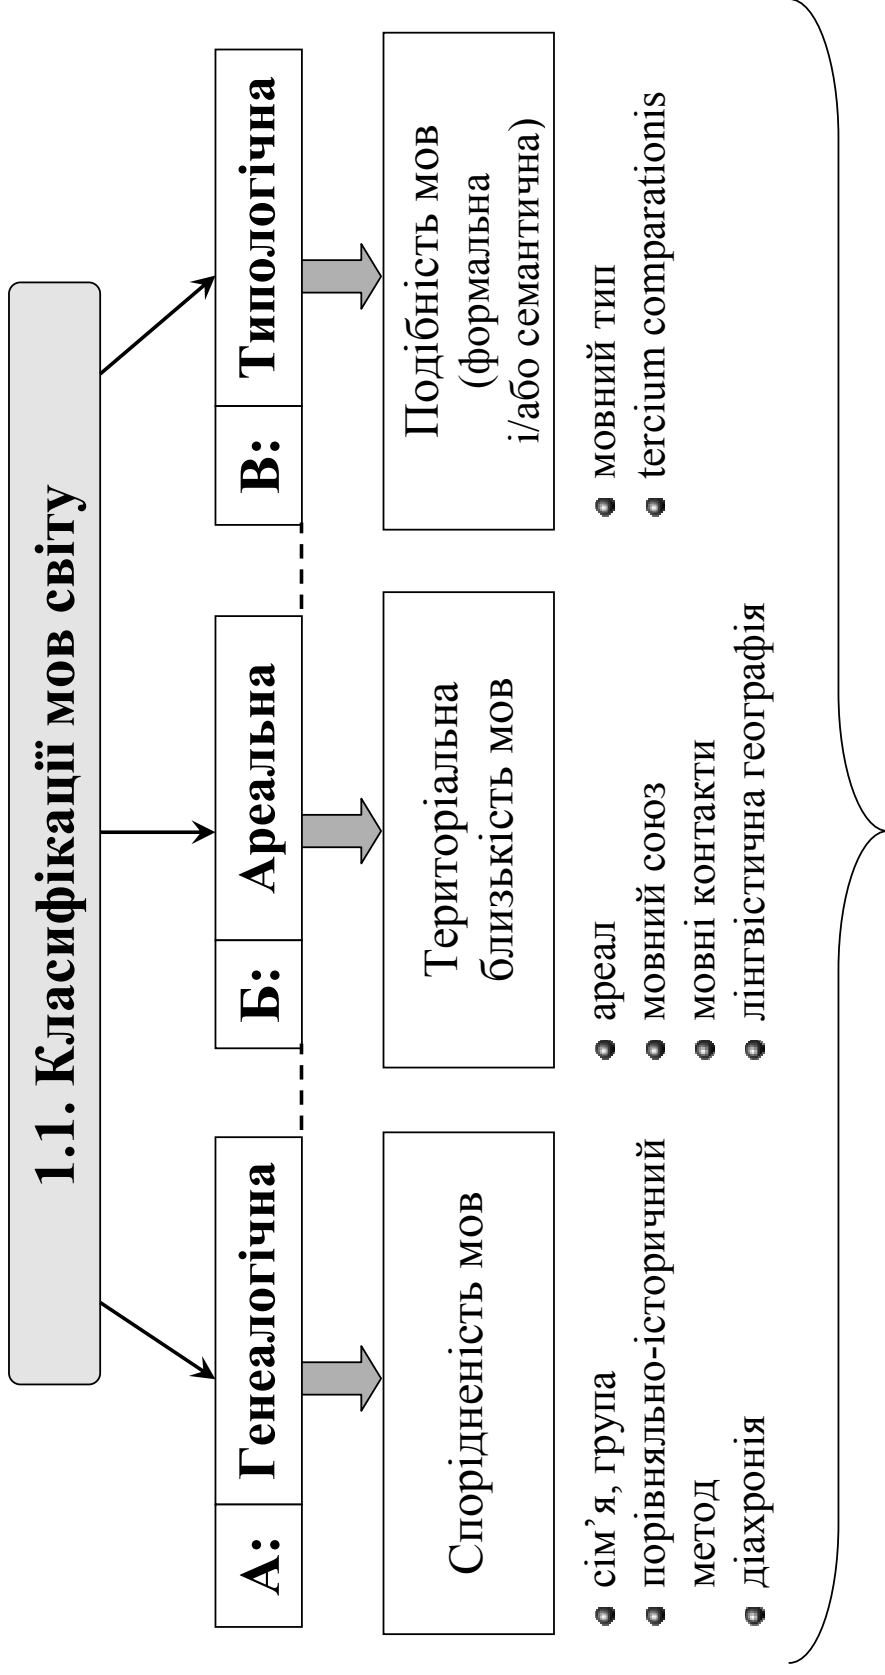 1.1. Класифікації мов світу
А: Генеалогічна
Спорідненість мов
сім’я, група
порівняльно-історичний
метод
діахронія
Б: Ареальна
Територіальна
близькість мов
ареал
мовний союз
мовні контакти
лінгвістична географія
В: Типологічна
Подібність мов
(формальна
і/або семантична)
мовний тип
tercium comparationis